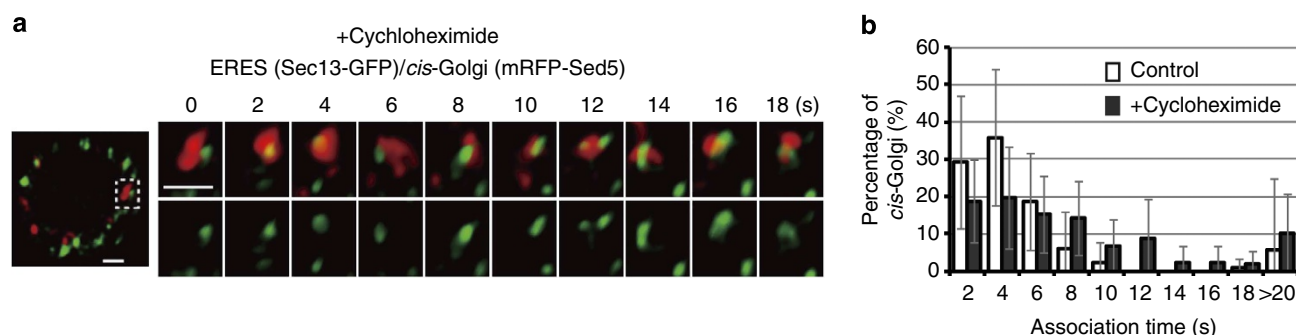 a
+Cychloheximide
ERES (Sec13-GFP)/cis-Golgi (mRFP-Sed5)
0 2 4 6 8 10 12 14 16 18 (s)
b
Percentage of
cis-Golgi (%)
60
50
40
30
20
10
0
Control
+Cycloheximide
2 4 6 8 10 12 14 16 18 >20
Association time (s)